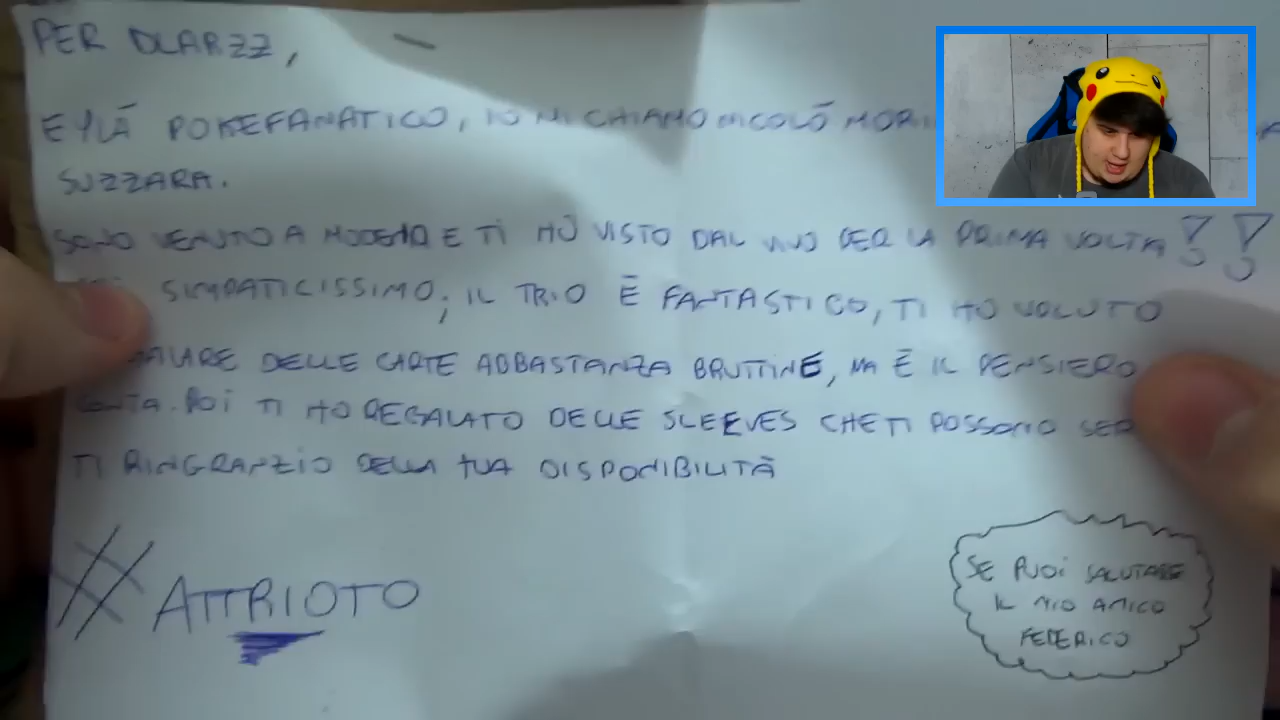 PER DLARZZ,
EYLÀ POKEFANATICO, IO MI CHIAMO NICOLÒ
SUZZARA.
SONO VENUTO A MODENA E TI HO VISTO DAL VIVO PER LA PRIMA VOLTA!!
SIMPATICISSIMO, IL TRIO È FANTASTICO, TI HO VOLUTO
DELLE CARTE ABBASTANZA BRUTTINE, MA È IL PENSIERO
CONTA. POI TI HO REGALATO DELLE SLEEVES CHE TI POSSONO
TI RINGRANZIO DELLA TUA DISPONIBILITÀ
#ATTRIOTO
SE PUOI SALUTARE
IL MIO AMICO
FEDERICO